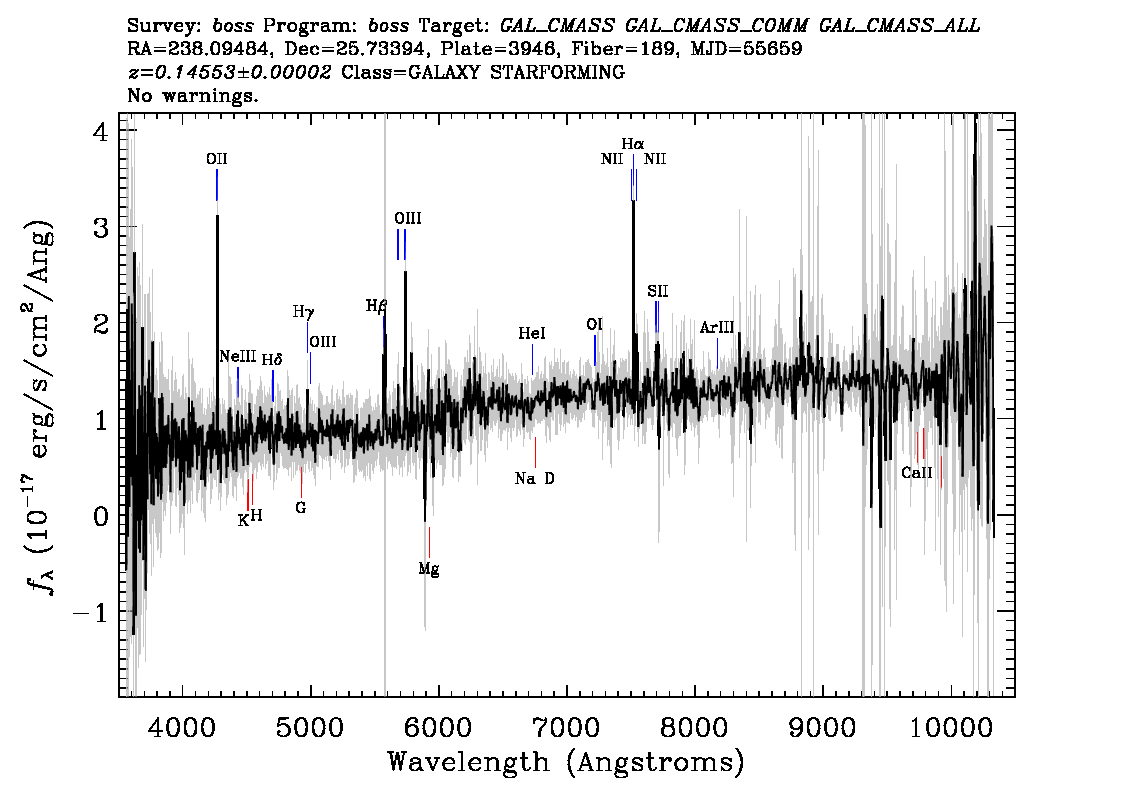 Survey: boss Program: boss Target: GAL_CMASS GAL_CMASS_COMM GAL_CMASS_ALL
RA=238.09484, Dec=25.73394, Plate=3946, Fiber=189, MJD=55659
z=0.14553±0.00002 Class=GALAXY STARFORMING
No warnings.
4
3
2
1
0
−1
fλ (10⁻¹⁷ erg/s/cm²/Ang)
OII
Hα
NII NII
OIII
Hβ
SII
Hγ
OI
ArIII
HeI
OIII
NeIII Hδ
K H
G
Mg
Na D
CaII
4000 5000 6000 7000 8000 9000 10000
Wavelength (Angstroms)